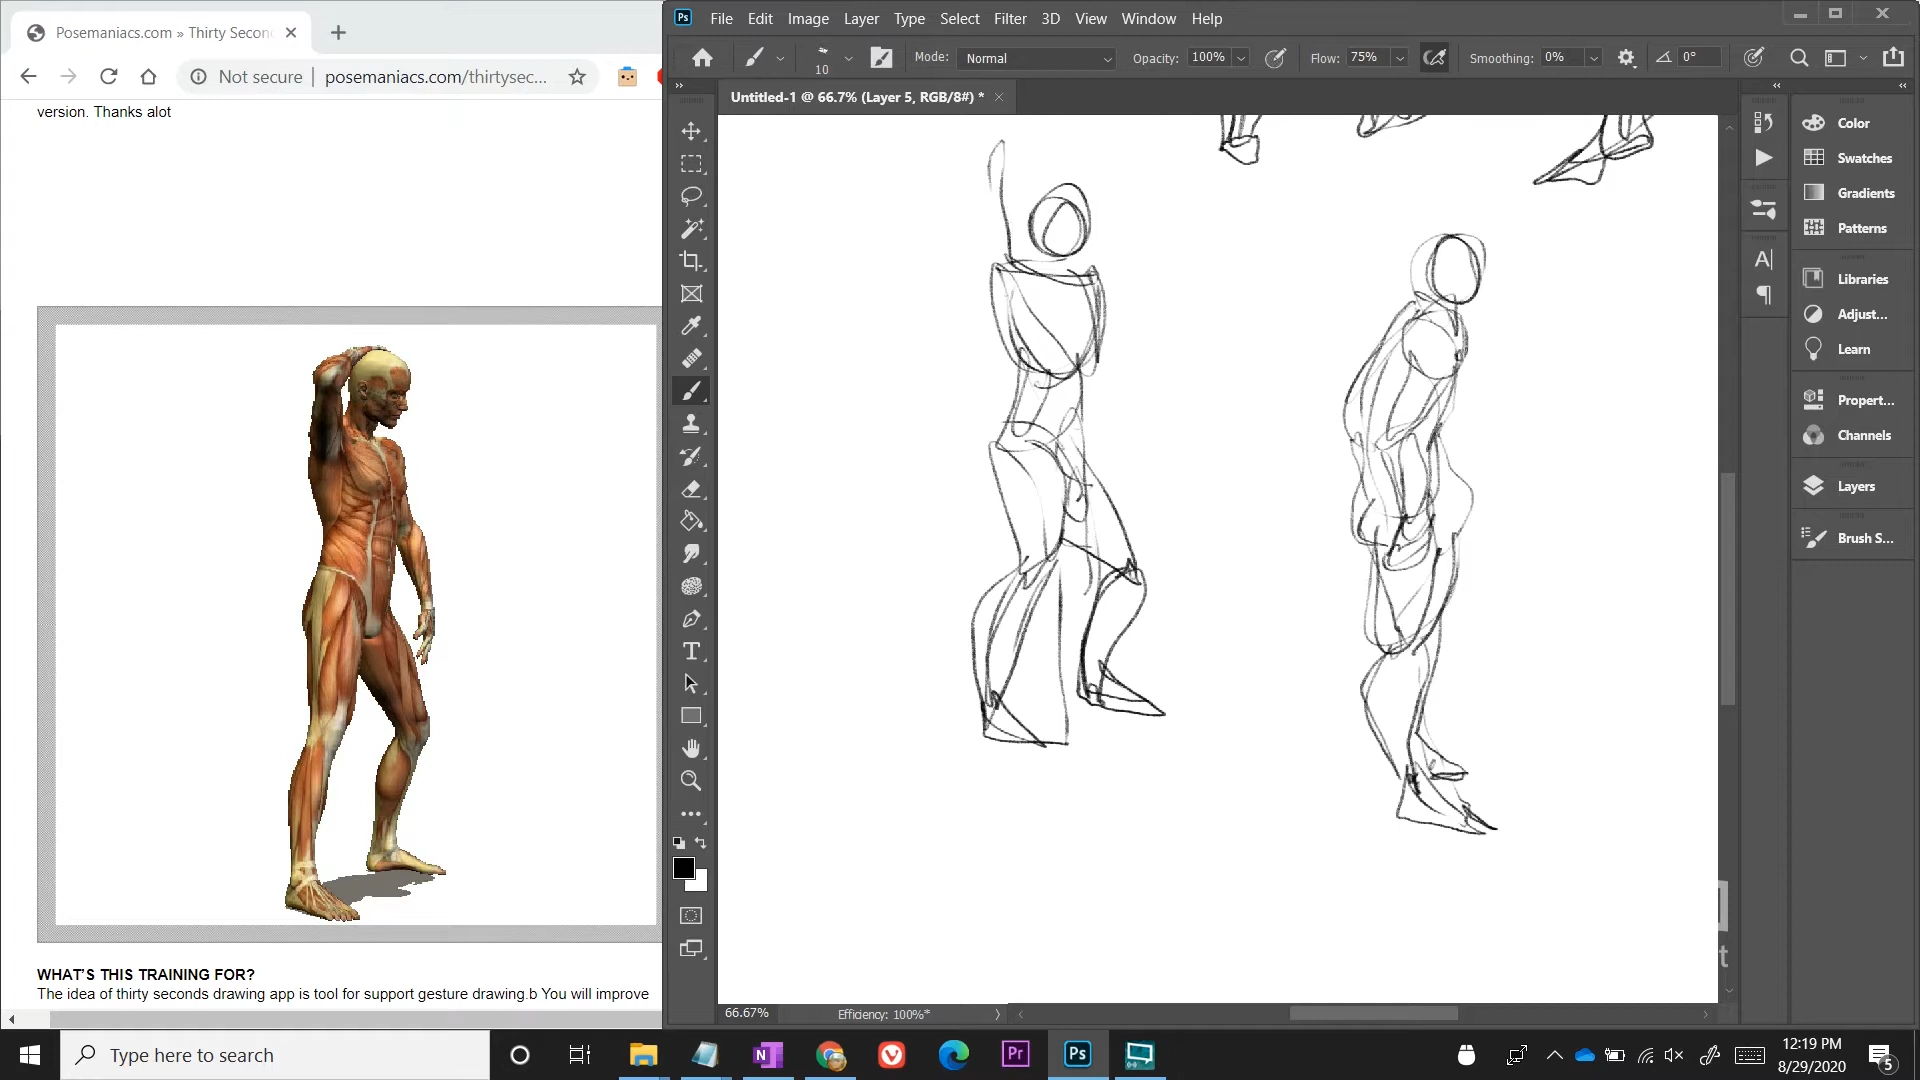 Posemaniacs.com » Thirty Secon
Not secure | posemaniacs.com/thirtysec...
version. Thanks alot
WHAT'S THIS TRAINING FOR?
The idea of thirty seconds drawing app is tool for support gesture drawing.b You will improve
Ps File Edit Image Layer Type Select Filter 3D View Window Help
10 Mode: Normal Opacity: 100% Flow: 75% Smoothing: 0% 0°
Untitled-1 @ 66.7% (Layer 5, RGB/8#) *
Color
Swatches
Gradients
Patterns
Libraries
Adjust...
Learn
Propert...
Channels
Layers
Brush S...
66.67% Efficiency: 100%*
Type here to search
N Pr Ps
12:19 PM
8/29/2020
5